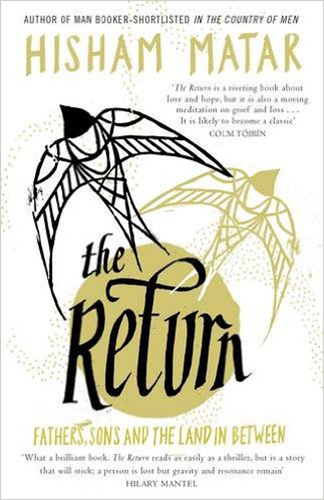 AUTHOR OF MAN BOOKER-SHORTLISTED IN THE COUNTRY OF MEN
HISHAM MATAR
'The Return is a riveting book about
love and hope, but it is also a moving
meditation on grief and loss . . .
It is likely to become a classic'
COLM TÓIBÍN
the
Return
FATHERS, SONS AND THE LAND IN BETWEEN
'What a brilliant book. The Return reads as easily as a thriller, but is a story
that will stick; a person is lost but gravity and resonance remain'
HILARY MANTEL